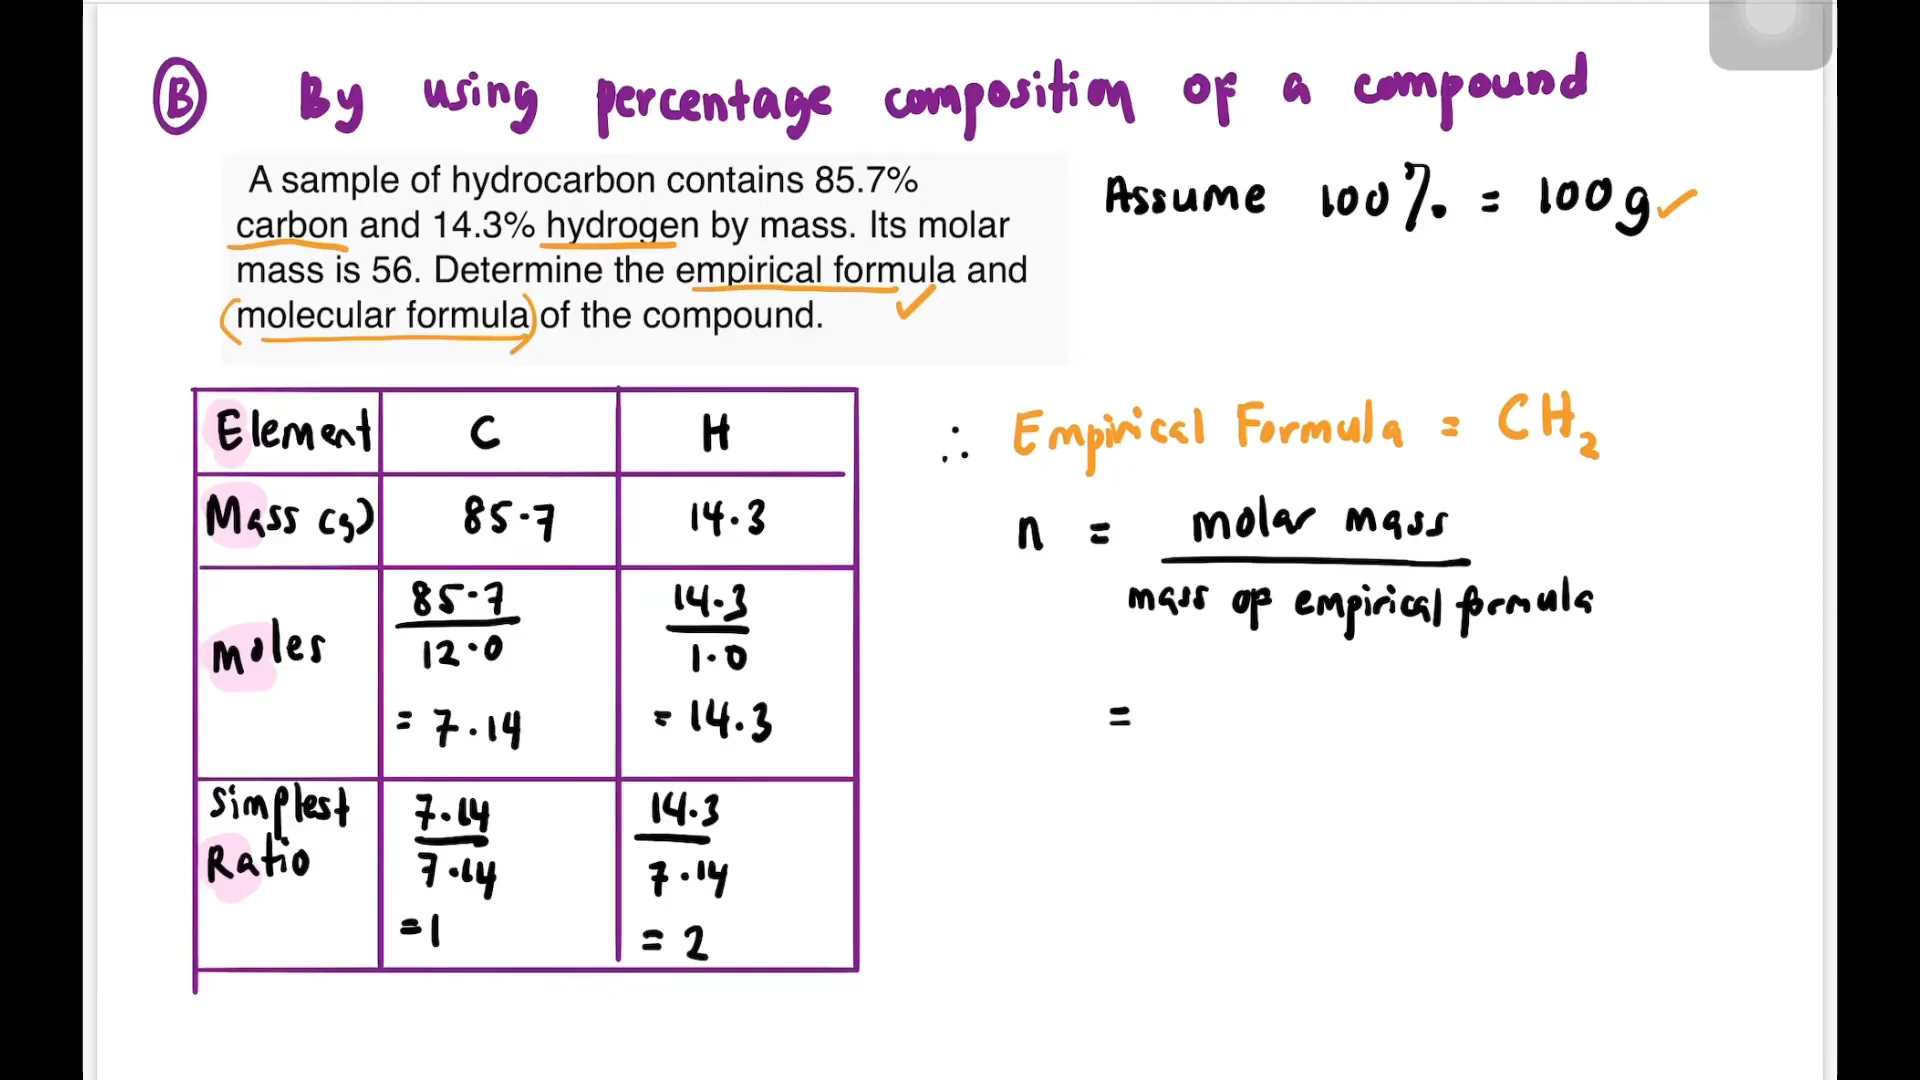 B By using percentage composition of a compound
A sample of hydrocarbon contains 85.7%
carbon and 14.3% hydrogen by mass. Its molar
mass is 56. Determine the empirical formula and
(molecular formula) of the compound.
Assume 100% = 100g
Element C H
Mass (g) 85.7 14.3
moles 85.7/12.0 14.3/1.0
= 7.14 = 14.3
Simplest Ratio 7.14/7.14 14.3/7.14
= 1 = 2
∴ Empirical Formula = CH₂
n = molar mass / mass of empirical formula
=